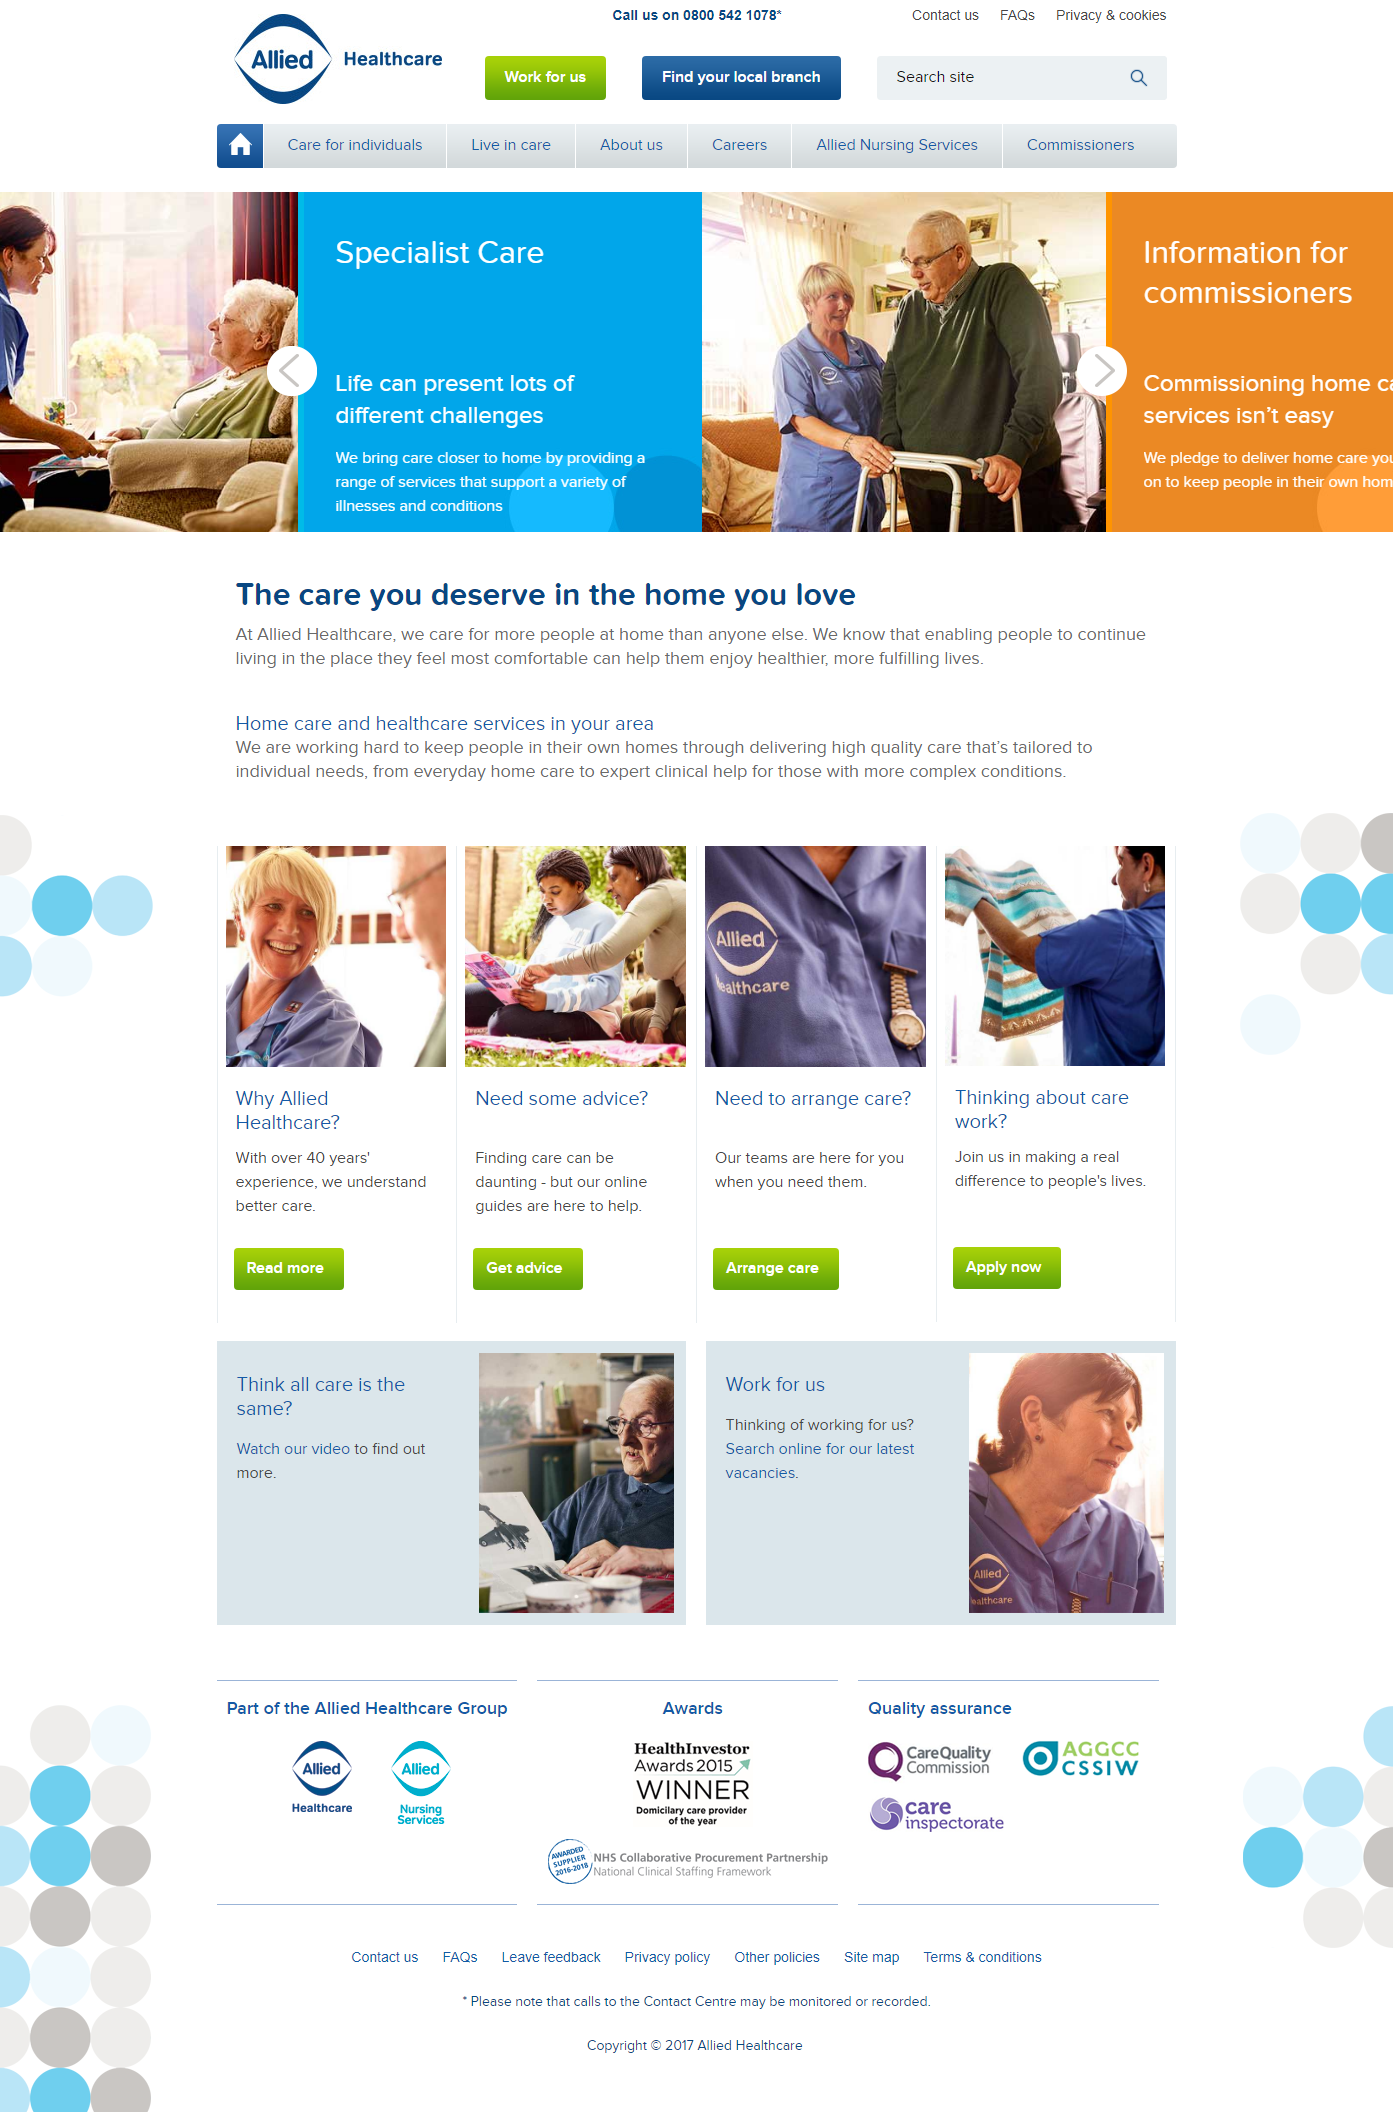 Call us on 0800 542 1078*
Contact us FAQs Privacy & cookies
Allied Healthcare
Work for us
Find your local branch
Search site
Care for individuals Live in care About us Careers Allied Nursing Services Commissioners
Specialist Care
Life can present lots of
different challenges
We bring care closer to home by providing a
range of services that support a variety of
illnesses and conditions
Information for
commissioners
Commissioning home ca
services isn’t easy
We pledge to deliver home care you
on to keep people in their own hom
The care you deserve in the home you love
At Allied Healthcare, we care for more people at home than anyone else. We know that enabling people to continue
living in the place they feel most comfortable can help them enjoy healthier, more fulfilling lives.
Home care and healthcare services in your area
We are working hard to keep people in their own homes through delivering high quality care that’s tailored to
individual needs, from everyday home care to expert clinical help for those with more complex conditions.
Allied
ealthcare
Why Allied
Healthcare?
With over 40 years'
experience, we understand
better care.
Read more
Need some advice?
Finding care can be
daunting - but our online
guides are here to help.
Get advice
Need to arrange care?
Our teams are here for you
when you need them.
Arrange care
Thinking about care
work?
Join us in making a real
difference to people's lives.
Apply now
Think all care is the
same?
Watch our video to find out
more.
Work for us
Thinking of working for us?
Search online for our latest
vacancies.
Allied
ealthcare
Part of the Allied Healthcare Group
Allied
Healthcare
Allied
Nursing
Services
Awards
HealthInvestor
Awards 2015
WINNER
Domicilary care provider
of the year
AWARDED
SUPPLIER
2016-2018
NHS Collaborative Procurement Partnership
National Clinical Staffing Framework
Quality assurance
CareQuality
Commission
AGGCC
CSSIW
care
inspectorate
Contact us FAQs Leave feedback Privacy policy Other policies Site map Terms & conditions
* Please note that calls to the Contact Centre may be monitored or recorded.
Copyright © 2017 Allied Healthcare